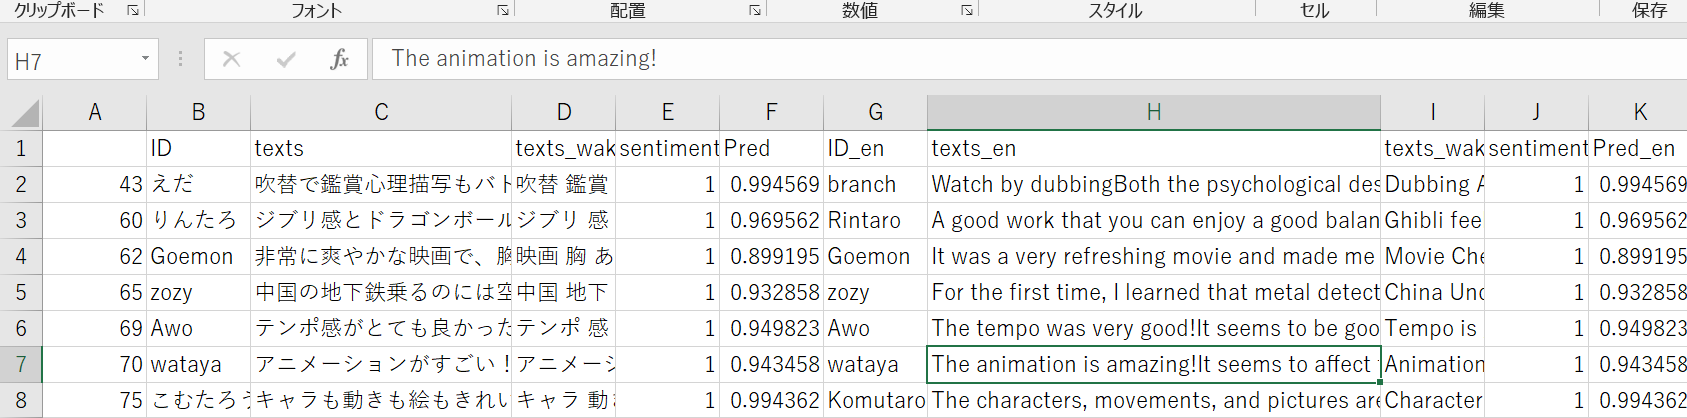 クリップボード フォント 配置 数値 スタイル セル 編集 保存
H7 fx The animation is amazing!
A B C D E F G H I J K
1 ID texts texts_wak sentiment Pred ID_en texts_en texts_wak sentiment Pred_en
2 43 えだ 吹替で鑑賞心理描写もバト 吹替 鑑賞 1 0.994569 branch Watch by dubbingBoth the psychological des Dubbing A 1 0.994569
3 60 りんたろ ジブリ感とドラゴンボール ジブリ 感 1 0.969562 Rintaro A good work that you can enjoy a good balan Ghibli fee 1 0.969562
4 62 Goemon 非常に爽やかな映画で、胸 映画 胸 あ 1 0.899195 Goemon It was a very refreshing movie and made me Movie Che 1 0.899195
5 65 zozy 中国の地下鉄乗るのには空 中国 地下 1 0.932858 zozy For the first time, I learned that metal detect China Unc 1 0.932858
6 69 Awo テンポ感がとても良かった テンポ 感 1 0.949823 Awo The tempo was very good!It seems to be goo Tempo is 1 0.949823
7 70 wataya アニメーションがすごい! アニメーシ 1 0.943458 wataya The animation is amazing!It seems to affect Animation 1 0.943458
8 75 こむたろう キャラも動きも絵もきれい キャラ 動き 1 0.994362 Komutaro The characters, movements, and pictures are Character 1 0.994362